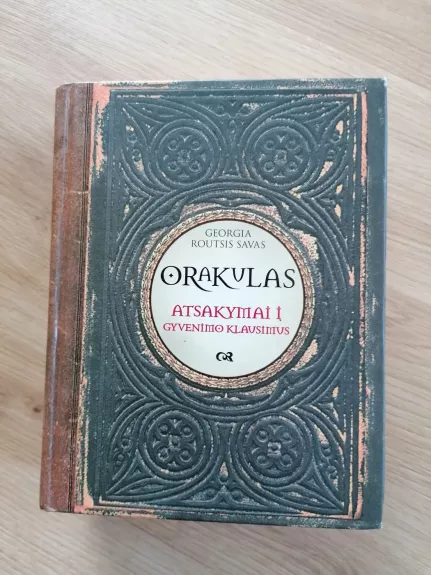 GEORGIA
ROUTSIS SAVAS
ORAKULAS
ATSAKYMAI Į
GYVENIMO KLAUSIMUS